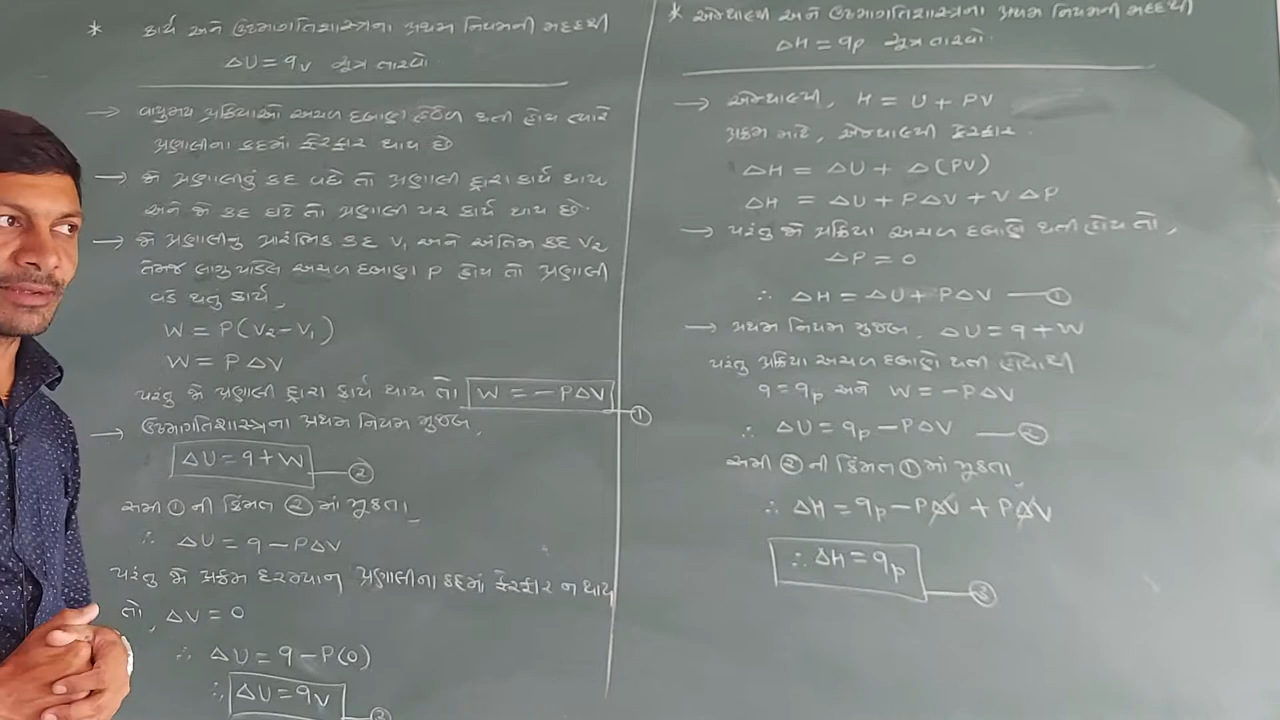 * કાર્ય અને ઉષ્માગતિશાસ્ત્રના પ્રથમ નિયમની મદદથી
ΔU = qv સૂત્ર તારવો.
→ વાયુમય પ્રક્રિયાઓ અચળ દબાણ હેઠળ થતી હોય ત્યારે
પ્રણાલીના કદમાં ફેરફાર થાય છે
→ જો પ્રણાલીનું કદ વધે તો પ્રણાલી દ્વારા કાર્ય થાય
અને જો કદ ઘટે તો પ્રણાલી પર કાર્ય થાય છે.
→ જો પ્રણાલીનું પ્રારંભિક કદ V₁ અને અંતિમ કદ V₂
તેમજ લાગુ પાડેલ અચળ દબાણ P હોય તો પ્રણાલી
વડે થતું કાર્ય,
W = P(V₂-V₁)
W = PΔV
પરંતુ જો પ્રણાલી દ્વારા કાર્ય થાય તો W = -PΔV ①
→ ઉષ્માગતિશાસ્ત્રના પ્રથમ નિયમ મુજબ,
ΔU = q+W ②
સમી ① ની કિંમત ② માં મૂકતા,
∴ ΔU = q - PΔV
પરંતુ જો પ્રક્રમ દરમ્યાન પ્રણાલીના કદમાં ફેરફાર ન થાય
તો, ΔV = 0
∴ ΔU = q - P(0)
∴ ΔU = qv ③
* એન્થાલ્પી અને ઉષ્માગતિશાસ્ત્રના પ્રથમ નિયમની મદદથી
ΔH = qp સૂત્ર તારવો.
→ એન્થાલ્પી, H = U + PV
પ્રક્રમ માટે, એન્થાલ્પી ફેરફાર.
ΔH = ΔU + Δ(PV)
ΔH = ΔU + PΔV + VΔP
→ પરંતુ જો પ્રક્રિયા અચળ દબાણે થતી હોય તો,
ΔP = 0
∴ ΔH = ΔU + PΔV —①
→ પ્રથમ નિયમ મુજબ, ΔU = q + W
પરંતુ પ્રક્રિયા અચળ દબાણે થતી હોવાથી
q = qp અને W = -PΔV
∴ ΔU = qp - PΔV —②
સમી ② ની કિંમત ① માં મૂકતા,
∴ ΔH = qp - PΔV + PΔV
∴ ΔH = qp ③